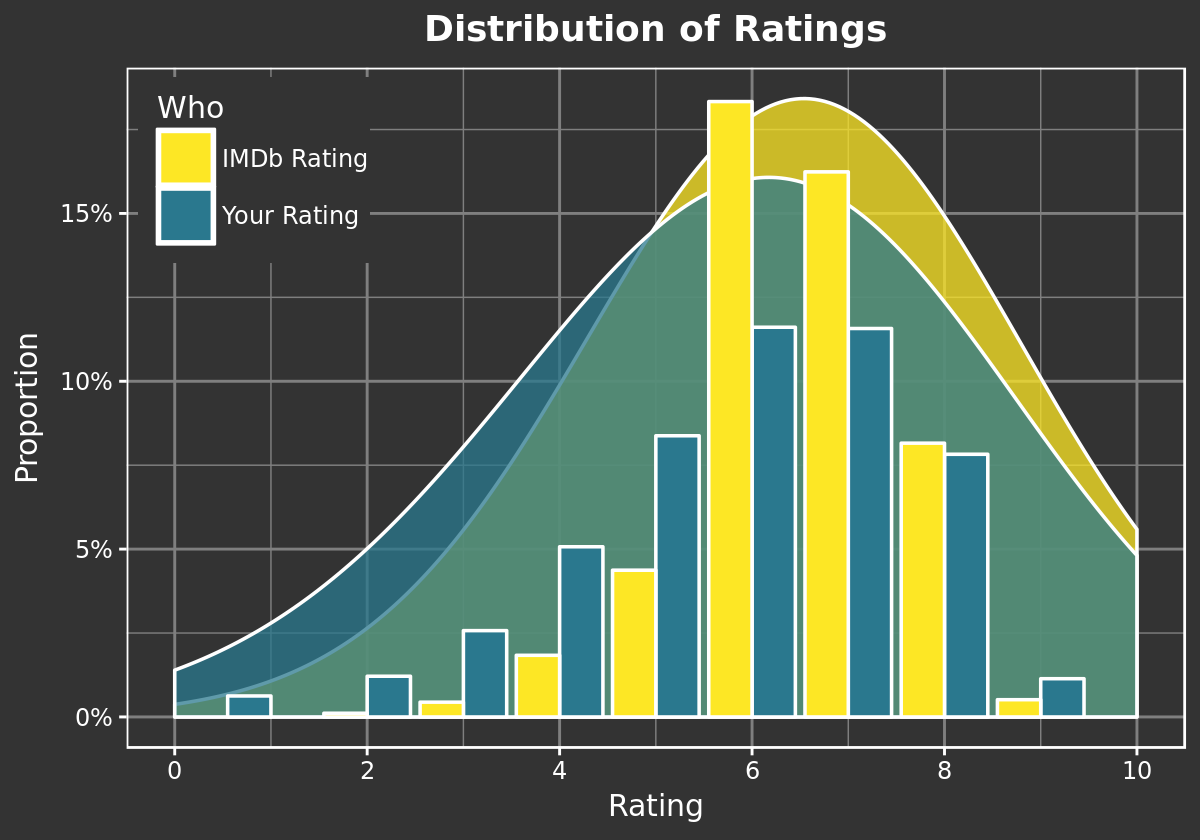 Distribution of Ratings
Who
IMDb Rating
Your Rating
15%
10%
5%
0%
Proportion
0 2 4 6 8 10
Rating